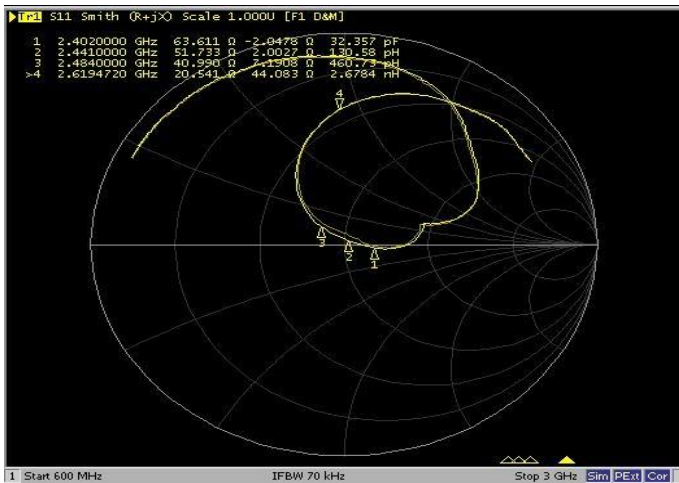 Tr1 S11 Smith (R+jX) Scale 1.000U [F1 D&M]
1 2.4020000 GHz 63.611 Ω -2.0478 Ω 32.357 pF
2 2.4410000 GHz 51.733 Ω 2.0027 Ω 130.58 pH
3 2.4840000 GHz 40.990 Ω 7.1908 Ω 460.73 pH
>4 2.6194720 GHz 20.541 Ω 44.083 Ω 2.6784 nH
4
3
2
1
1 Start 600 MHz IFBW 70 kHz Stop 3 GHz Sim PExt Cor